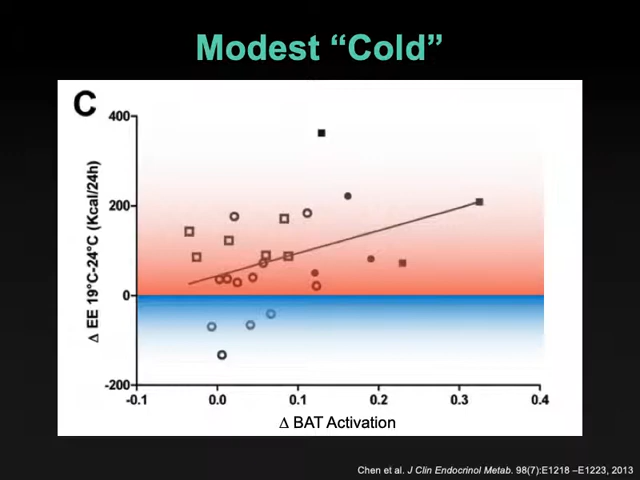 Modest “Cold”
C
400
200
0
-200
Δ EE 19°C-24°C (Kcal/24h)
-0.1
0.0
0.1
0.2
0.3
0.4
Δ BAT Activation
Chen et al. J Clin Endocrinol Metab. 98(7):E1218 –E1223, 2013